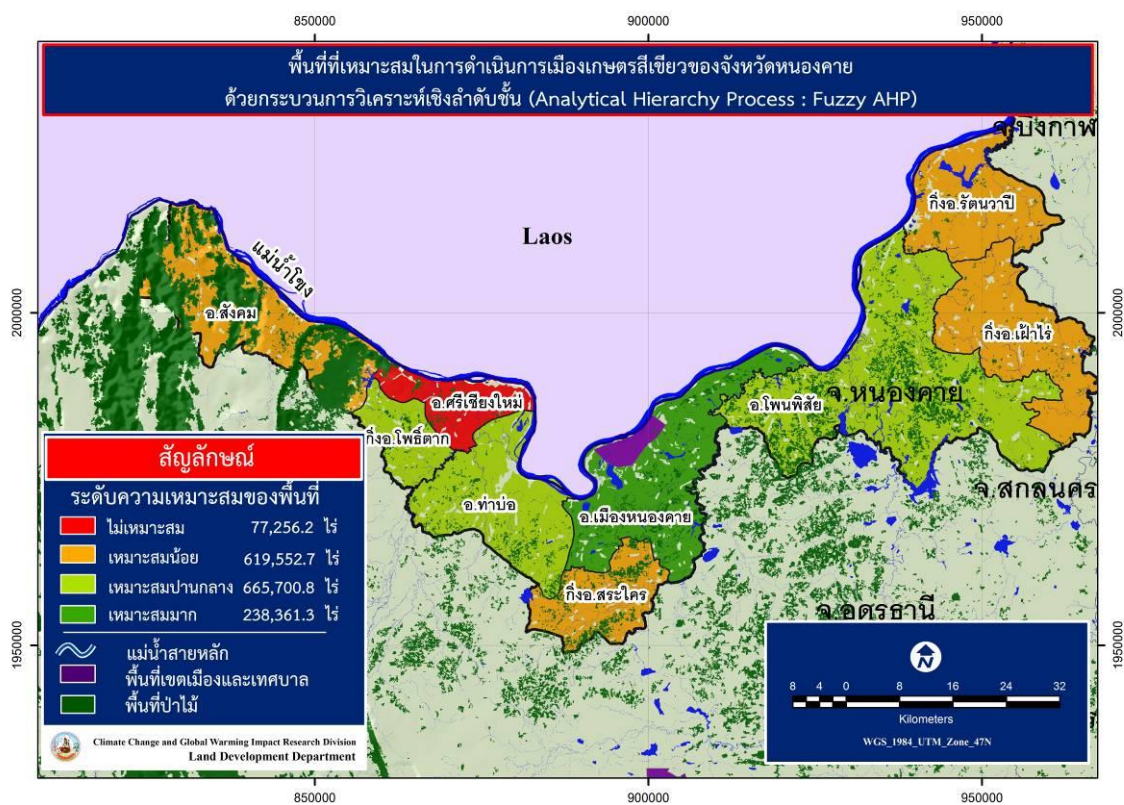 850000
900000
950000
พื้นที่ที่เหมาะสมในการดำเนินการเมืองเกษตรสีเขียวของจังหวัดหนองคาย
ด้วยกระบวนการวิเคราะห์เชิงลำดับชั้น (Analytical Hierarchy Process : Fuzzy AHP)
จ.บึงกาฬ
กิ่งอ.รัตนวาปี
Laos
แม่น้ำโขง
2000000
2000000
อ.สังคม
กิ่งอ.เฝ้าไร่
อ.ศรีเชียงใหม่
จ.หนองคาย
อ.โพนพิสัย
กิ่งอ.โพธิ์ตาก
สัญลักษณ์
จ.สกลนคร
อ.ท่าบ่อ
อ.เมืองหนองคาย
ระดับความเหมาะสมของพื้นที่
ไม่เหมาะสม 77,256.2 ไร่
เหมาะสมน้อย 619,552.7 ไร่
เหมาะสมปานกลาง 665,700.8 ไร่
เหมาะสมมาก 238,361.3 ไร่
กิ่งอ.สระใคร
จ.อุดรธานี
1950000
1950000
แม่น้ำสายหลัก
พื้นที่เขตเมืองและเทศบาล
พื้นที่ป่าไม้
N
8 4 0 8 16 24 32
Kilometers
WGS_1984_UTM_Zone_47N
Climate Change and Global Warming Impact Research Division
Land Development Department
850000
900000
950000